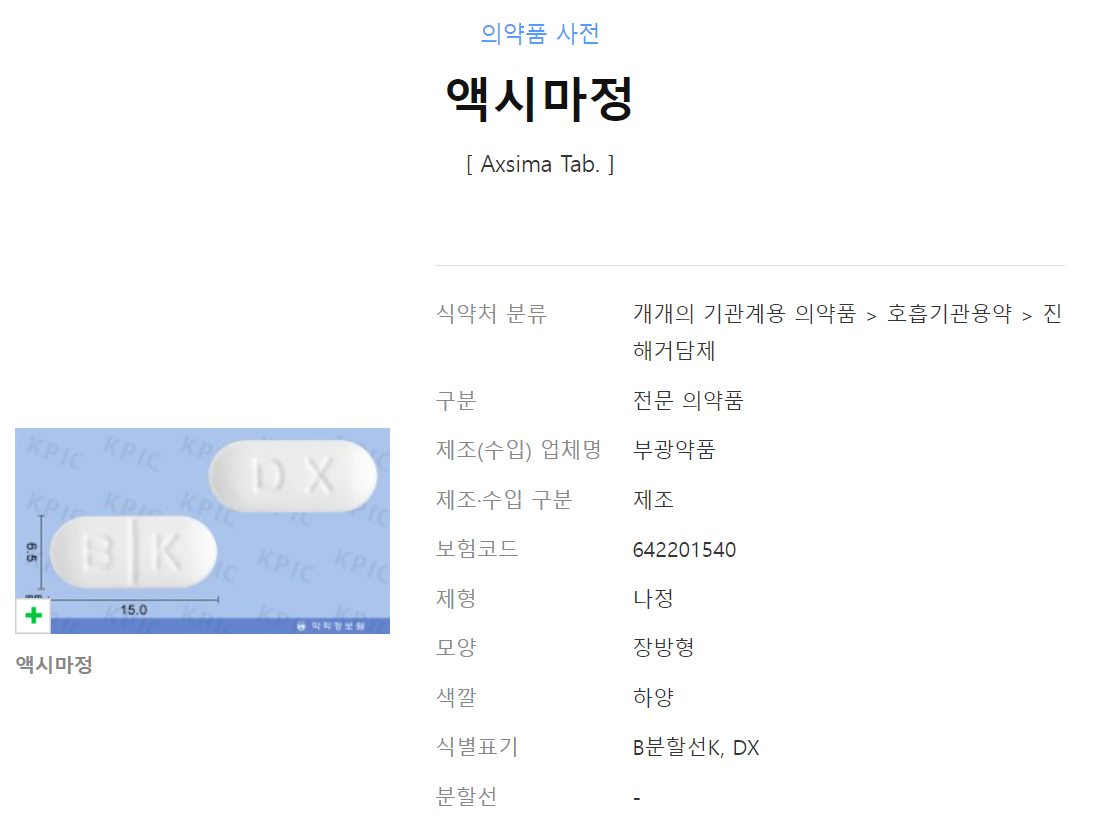 의약품 사전
액시마정
[ Axsima Tab. ]
식약처 분류 개개의 기관계용 의약품 > 호흡기관용약 > 진
해거담제
구분 전문 의약품
제조(수입) 업체명 부광약품
제조·수입 구분 제조
보험코드 642201540
제형 나정
모양 장방형
색깔 하양
식별표기 B분할선K, DX
분할선 -
KPIC KPIC KPIC
D X
KPIC KPIC KPIC KPIC
B K
6.5
KPIC KPIC
15.0
약학정보원
액시마정